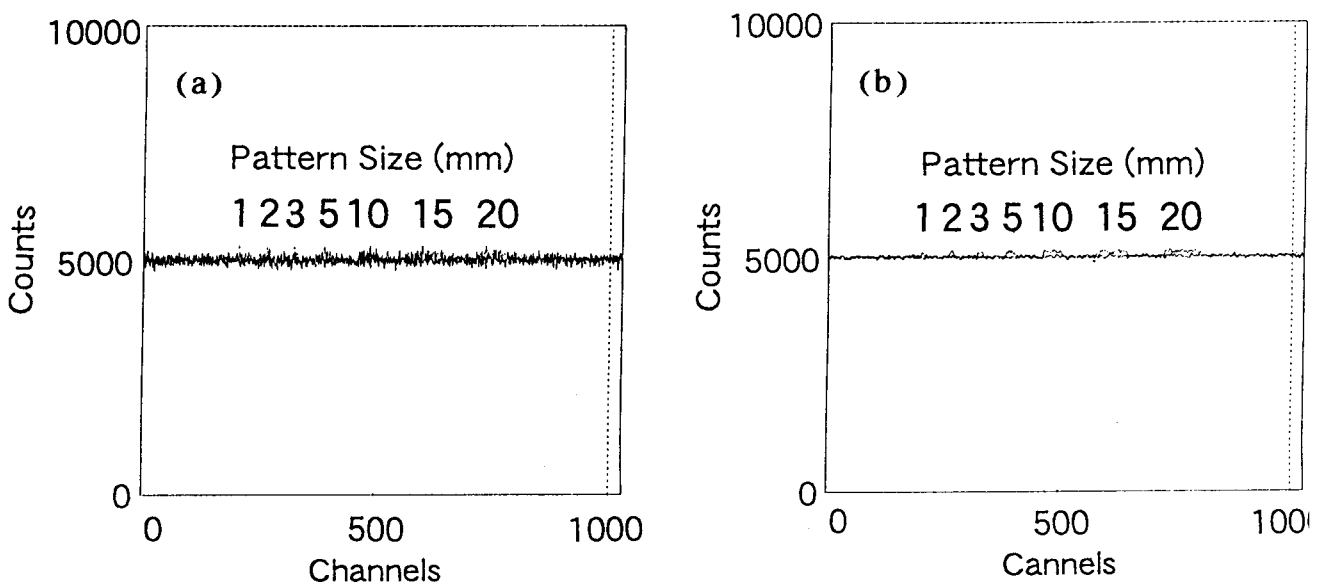 10000
(a)
Pattern Size (mm)
1 2 3 5 10 15 20
Counts
5000
0
0 500 1000
Channels
10000
(b)
Pattern Size (mm)
1 2 3 5 10 15 20
Counts
5000
0
0 500 100
Cannels